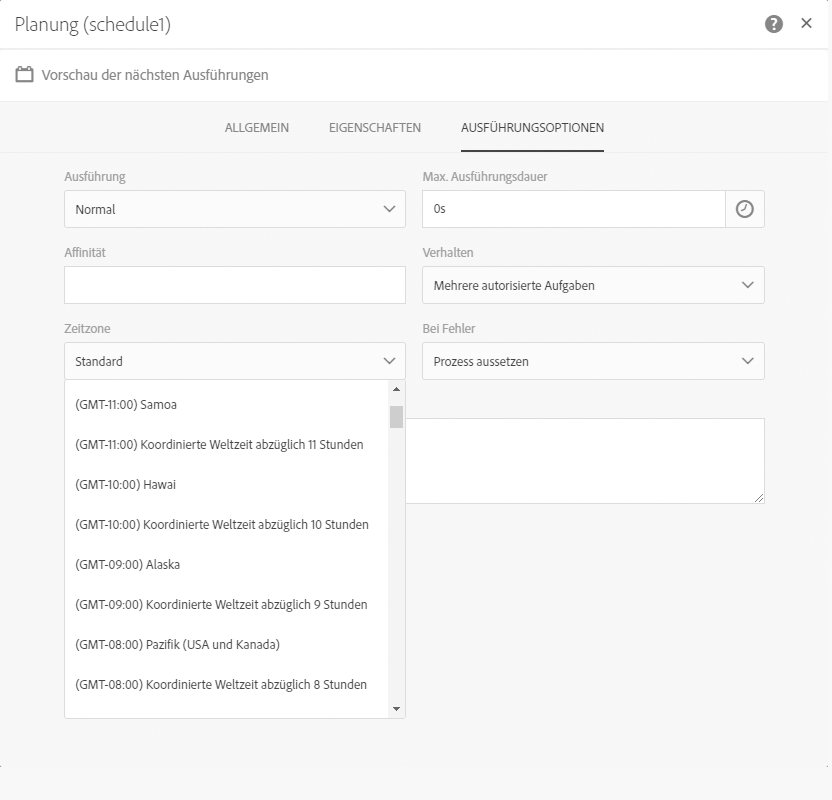 Planung (schedule1)
Vorschau der nächsten Ausführungen
ALLGEMEIN
EIGENSCHAFTEN
AUSFÜHRUNGSOPTIONEN
Ausführung
Max. Ausführungsdauer
Normal
0s
Affinität
Verhalten
Mehrere autorisierte Aufgaben
Zeitzone
Bei Fehler
Standard
Prozess aussetzen
(GMT-11:00) Samoa
(GMT-11:00) Koordinierte Weltzeit abzüglich 11 Stunden
(GMT-10:00) Hawai
(GMT-10:00) Koordinierte Weltzeit abzüglich 10 Stunden
(GMT-09:00) Alaska
(GMT-09:00) Koordinierte Weltzeit abzüglich 9 Stunden
(GMT-08:00) Pazifik (USA und Kanada)
(GMT-08:00) Koordinierte Weltzeit abzüglich 8 Stunden